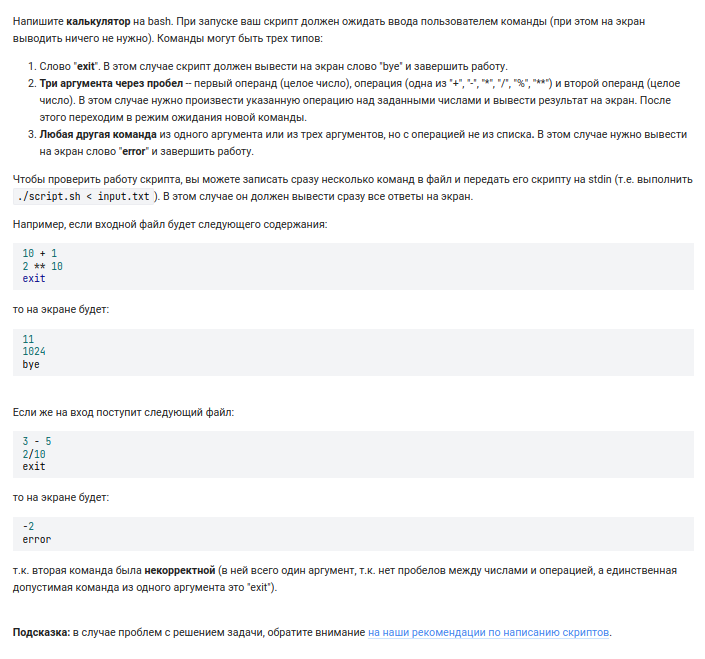 Напишите калькулятор на bash. При запуске ваш скрипт должен ожидать ввода пользователем команды (при этом на экран
выводить ничего не нужно). Команды могут быть трех типов:
1. Слово "exit". В этом случае скрипт должен вывести на экран слово "bye" и завершить работу.
2. Три аргумента через пробел -- первый операнд (целое число), операция (одна из "+", "-", "*", "/", "%", "**") и второй операнд (целое
число). В этом случае нужно произвести указанную операцию над заданными числами и вывести результат на экран. После
этого переходим в режим ожидания новой команды.
3. Любая другая команда из одного аргумента или из трех аргументов, но с операцией не из списка. В этом случае нужно вывести
на экран слово "error" и завершить работу.
Чтобы проверить работу скрипта, вы можете записать сразу несколько команд в файл и передать его скрипту на stdin (т.е. выполнить
./script.sh < input.txt ). В этом случае он должен вывести сразу все ответы на экран.
Например, если входной файл будет следующего содержания:
10 + 1
2 ** 10
exit
то на экране будет:
11
1024
bye
Если же на вход поступит следующий файл:
3 - 5
2/10
exit
то на экране будет:
-2
error
т.к. вторая команда была некорректной (в ней всего один аргумент, т.к. нет пробелов между числами и операцией, а единственная
допустимая команда из одного аргумента это "exit").
Подсказка: в случае проблем с решением задачи, обратите внимание на наши рекомендации по написанию скриптов.